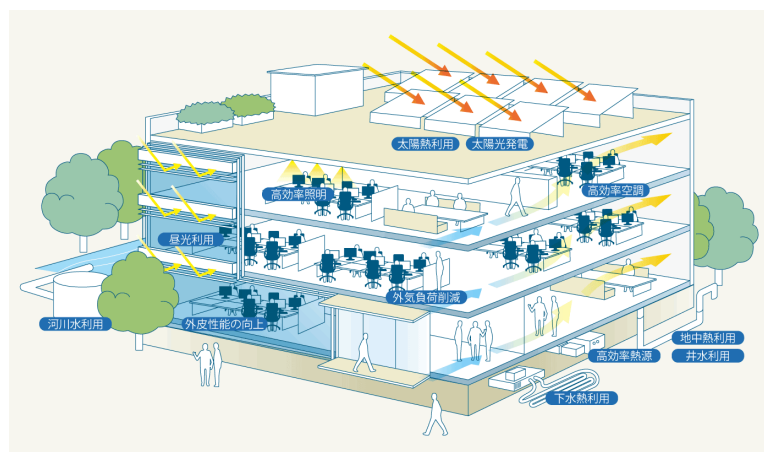 太陽熱利用
太陽光発電
高効率照明
高効率空調
昼光利用
外気負荷削減
河川水利用
外皮性能の向上
地中熱利用
高効率熱源
井水利用
下水熱利用